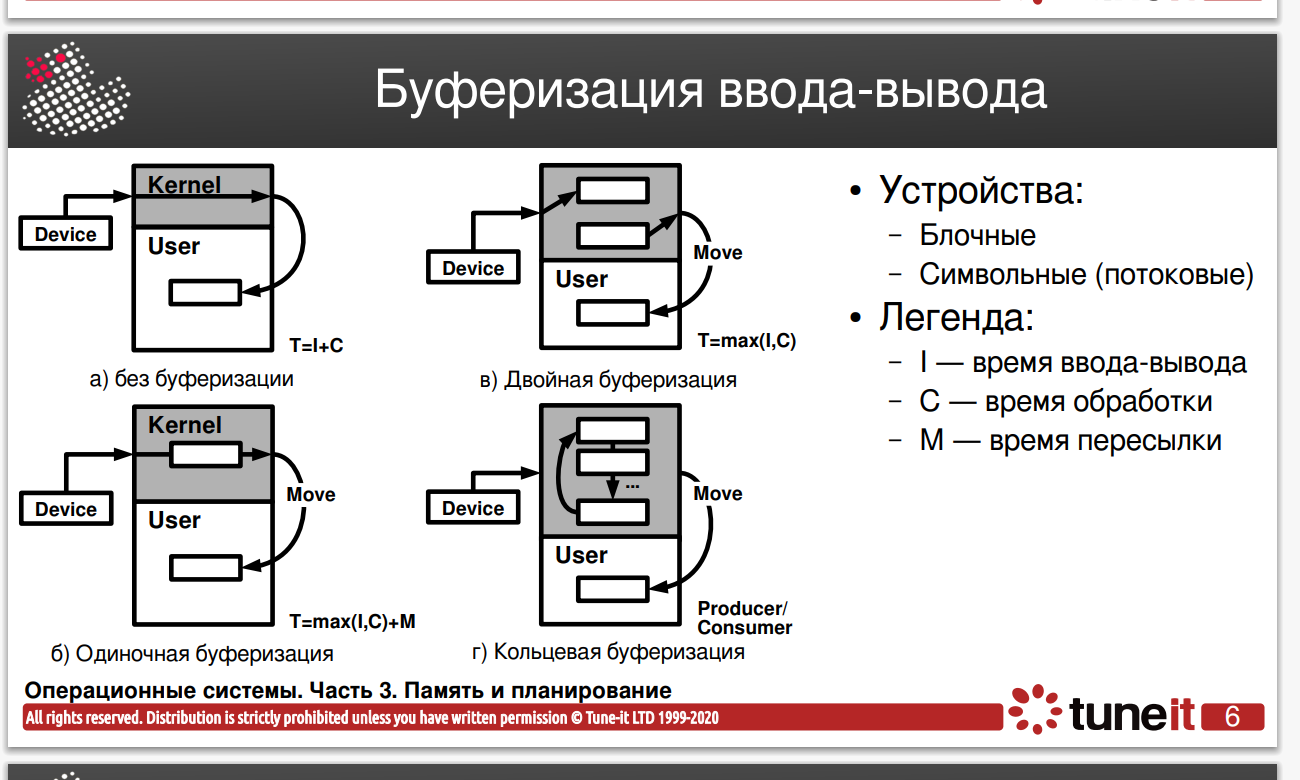 Буферизация ввода-вывода
Kernel
Device
User
T=I+C
а) без буферизации
Device
Move
User
T=max(I,C)
в) Двойная буферизация
Kernel
Device
Move
User
T=max(I,C)+M
б) Одиночная буферизация
...
Device
Move
User
Producer/
Consumer
г) Кольцевая буферизация
• Устройства:
– Блочные
– Символьные (потоковые)
• Легенда:
– I — время ввода-вывода
– C — время обработки
– M — время пересылки
Операционные системы. Часть 3. Память и планирование
All rights reserved. Distribution is strictly prohibited unless you have written permission © Tune-it LTD 1999-2020
tuneit
6